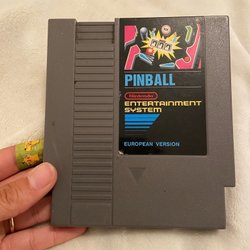 PINBALL
Nintendo
ENTERTAINMENT
SYSTEM
EUROPEAN VERSION